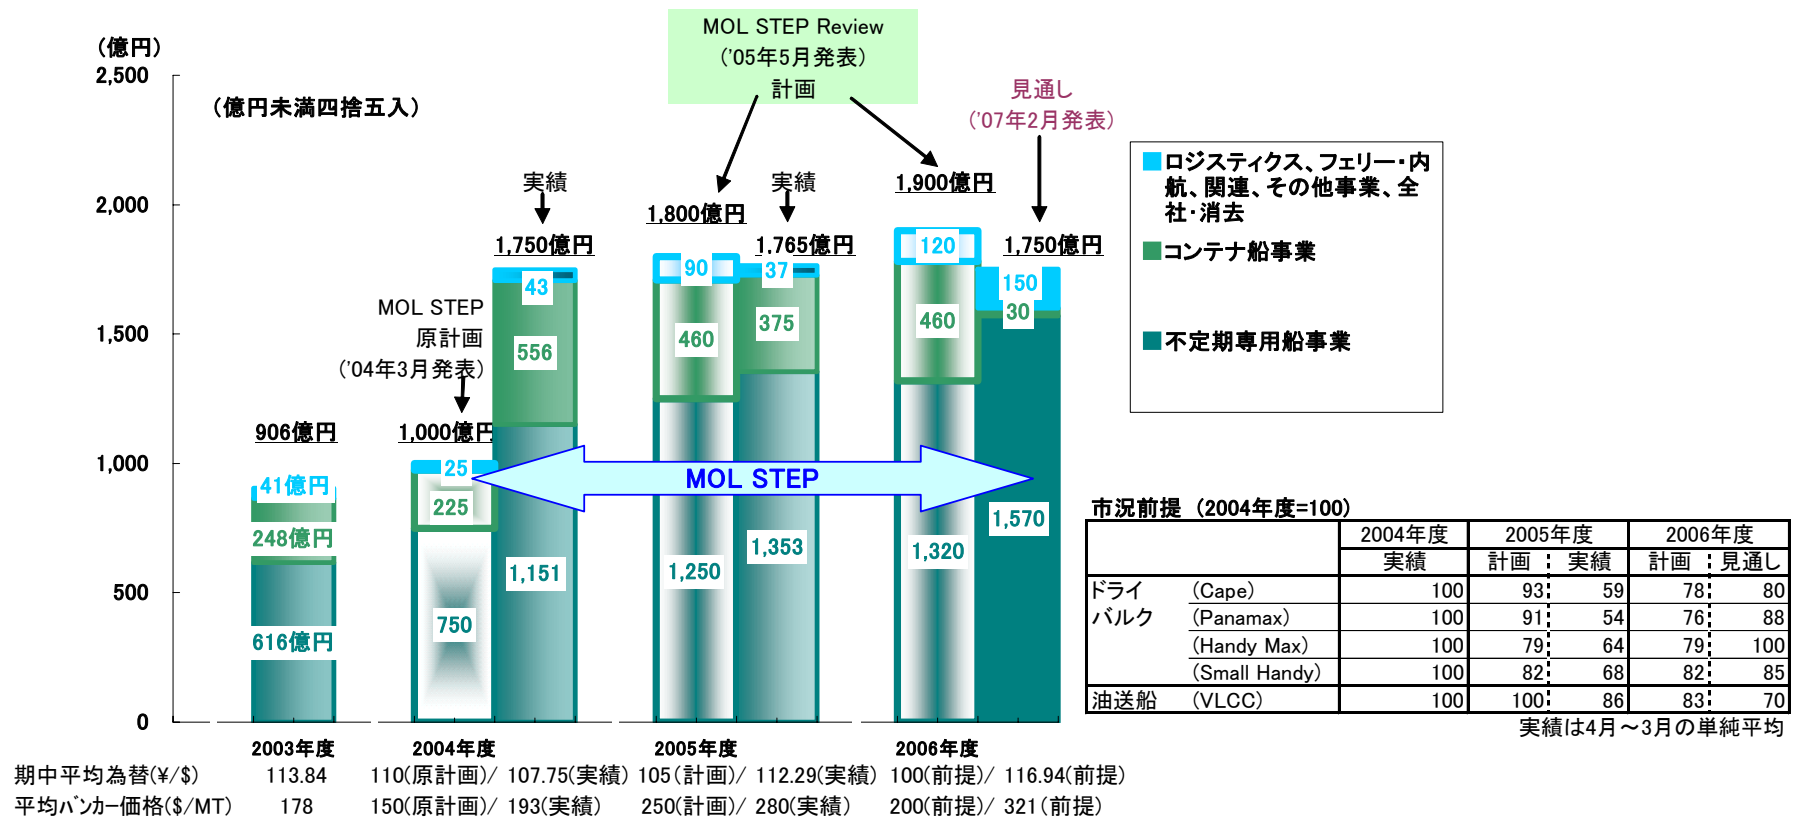 MOL STEP Review
('05年5月発表)
計画
(億円)
2,500
(億円未満四捨五入)
見通し
('07年2月発表)
実績
実績
1,900億円
2,000
1,800億円
1,750億円
1,765億円
1,750億円
ロジスティクス、フェリー・内
航、関連、その他事業、全
社・消去
コンテナ船事業
不定期専用船事業
120
90
37
43
150
30
MOL STEP
原計画
('04年3月発表)
1,500
556
460
375
460
906億円
1,000億円
1,000
25
41億円
225
248億円
MOL STEP
1,570
1,320
1,353
1,250
1,151
500
750
616億円
0
2003年度
2004年度
2005年度
2006年度
期中平均為替(¥/$) 113.84 110(原計画)/ 107.75(実績) 105(計画)/ 112.29(実績) 100(前提)/ 116.94(前提)
平均バンカー価格($/MT) 178 150(原計画)/ 193(実績) 250(計画)/ 280(実績) 200(前提)/ 321(前提)
市況前提 (2004年度=100)
2004年度 2005年度 2006年度
実績 計画 実績 計画 見通し
ドライ (Cape) 100 93 59 78 80
バルク (Panamax) 100 91 54 76 88
(Handy Max) 100 79 64 79 100
(Small Handy) 100 82 68 82 85
油送船 (VLCC) 100 100 86 83 70
実績は4月～3月の単純平均